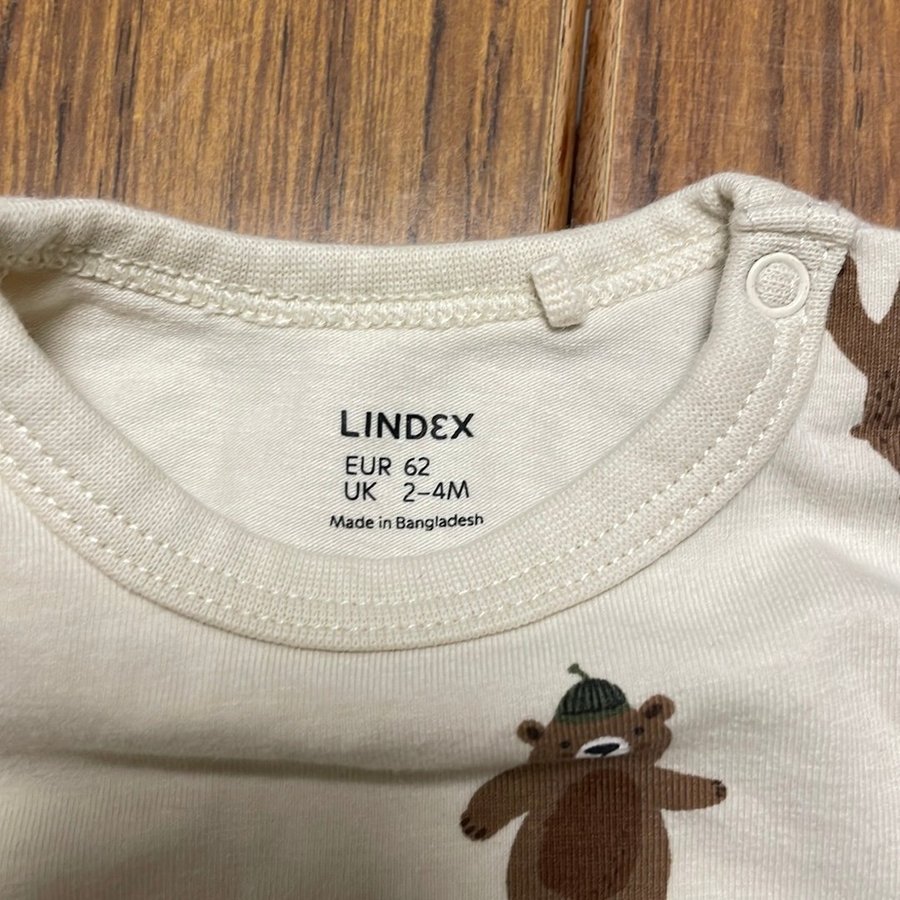 LINDEX
EUR 62
UK 2-4M
Made in Bangladesh